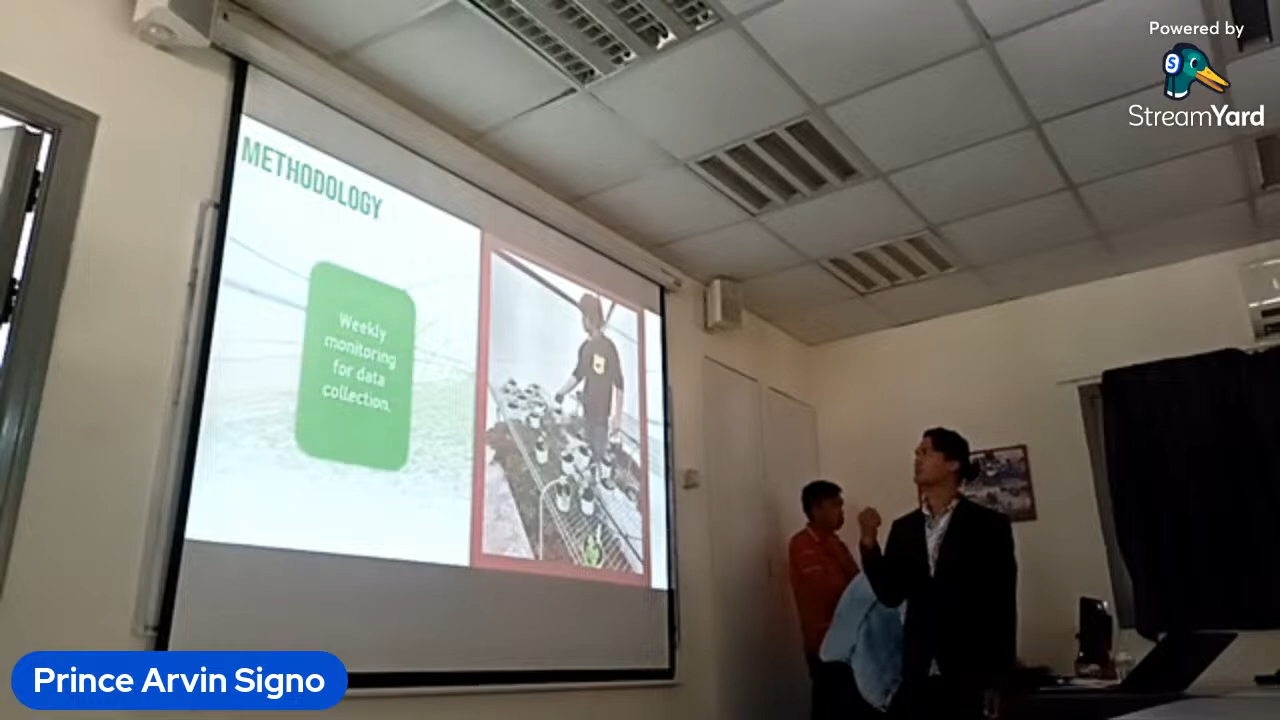 Powered by
StreamYard
METHODOLOGY
Weekly
monitoring
for data
collection.
Prince Arvin Signo